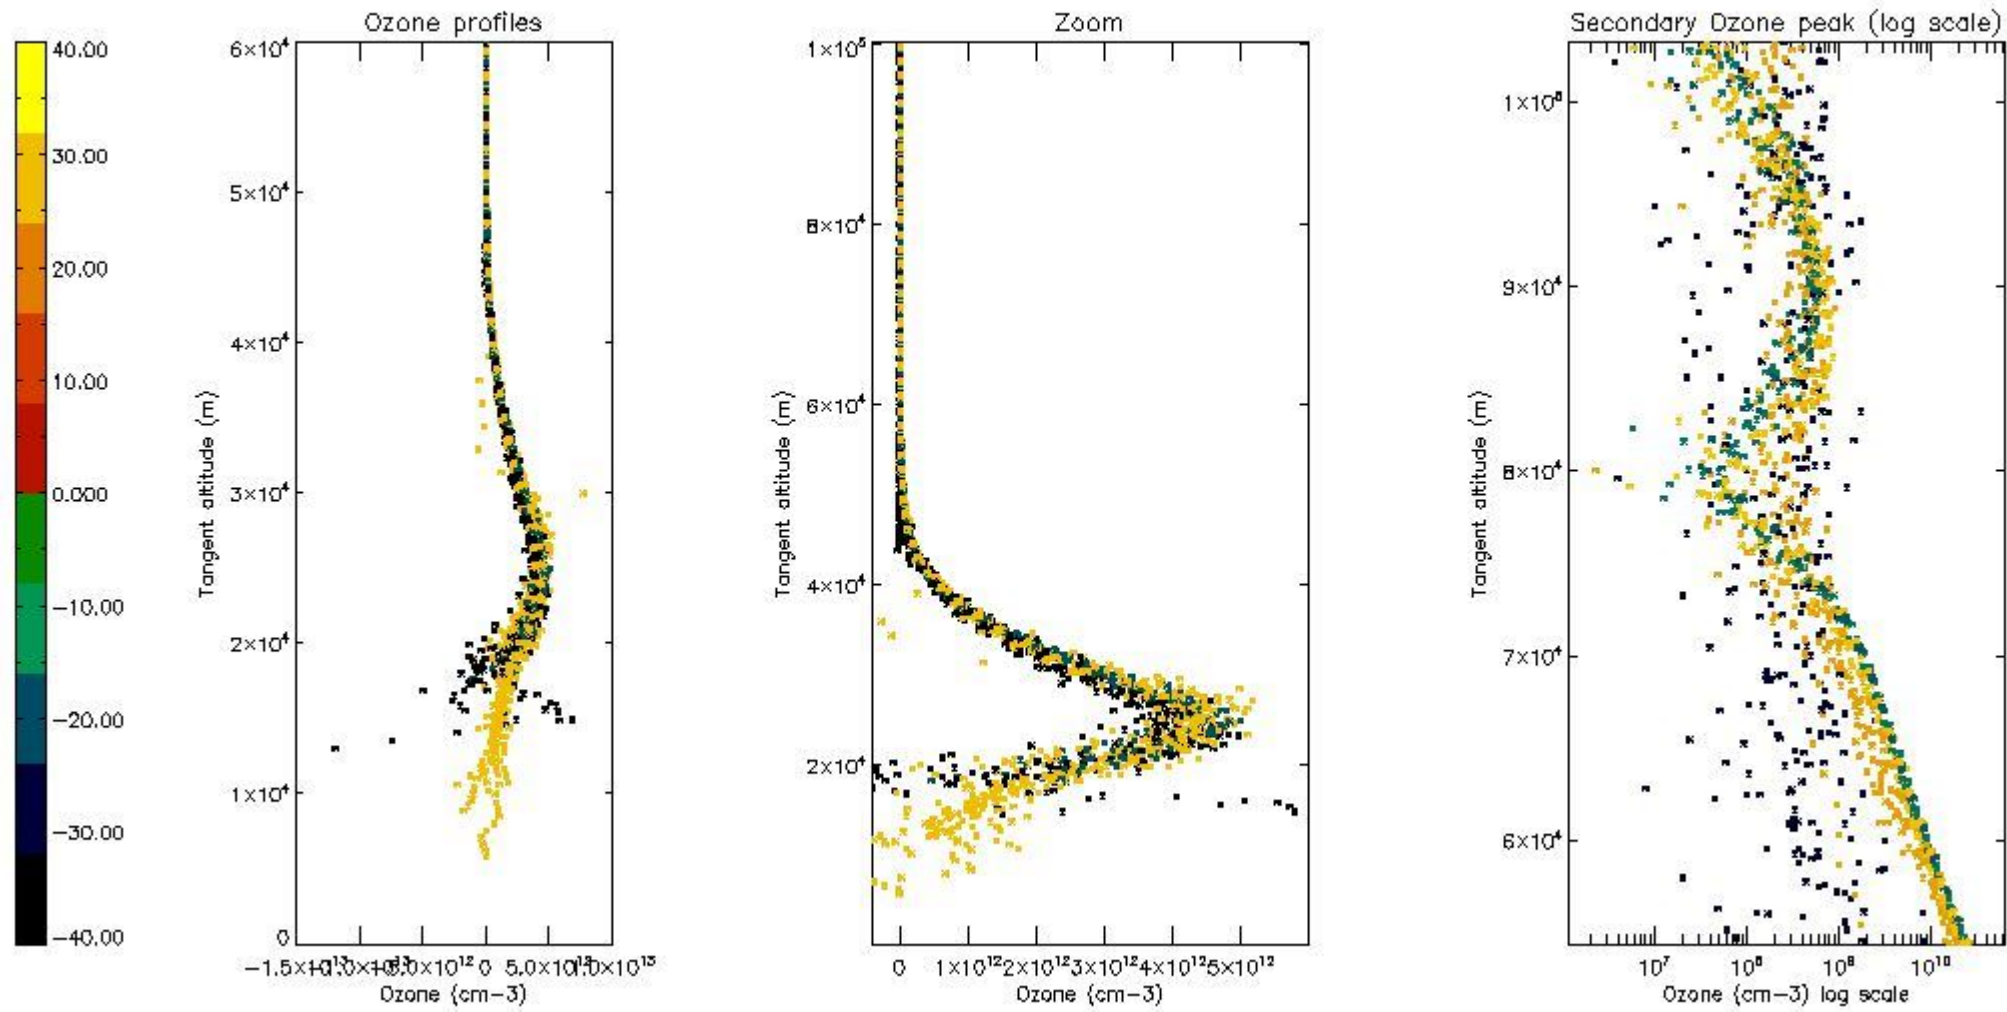 Ozone profiles
Zoom
Secondary Ozone peak (log scale)
40.00
30.00
20.00
10.00
−10.00
−20.00
−30.00
−40.00
6×10⁴
5×10⁴
4×10⁴
3×10⁴
2×10⁴
1×10⁴
0
Tangent altitude (m)
0
Ozone (cm−3)
1×10⁵
8×10⁴
6×10⁴
4×10⁴
2×10⁴
Tangent altitude (m)
0 1×10¹² 2×10¹² 3×10¹² 4×10¹² 5×10¹²
Ozone (cm−3)
1×10⁵
9×10⁴
8×10⁴
7×10⁴
6×10⁴
Tangent altitude (m)
10⁷ 10⁸ 10⁹ 10¹⁰
Ozone (cm−3) log scale